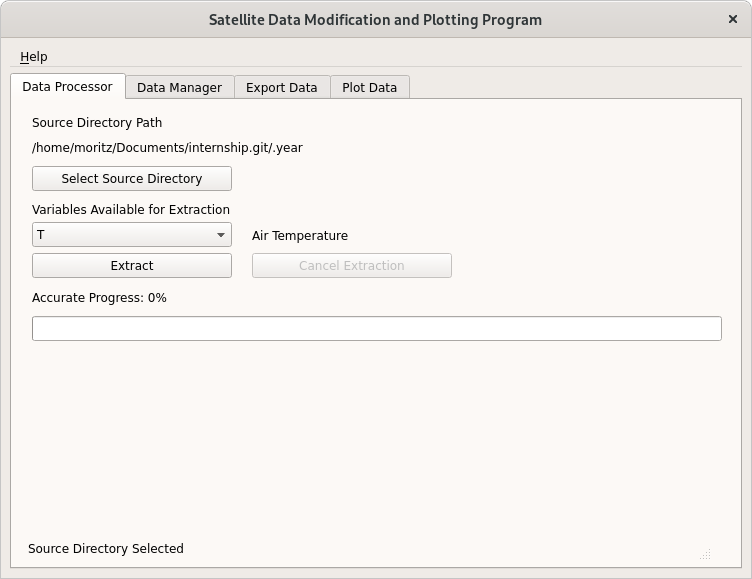 Satellite Data Modification and Plotting Program
Help
Data Processor Data Manager Export Data Plot Data
Source Directory Path
/home/moritz/Documents/internship.git/.year
Select Source Directory
Variables Available for Extraction
T Air Temperature
Extract Cancel Extraction
Accurate Progress: 0%
Source Directory Selected